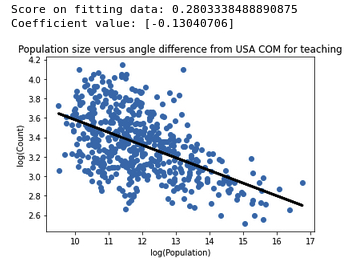 Score on fitting data: 0.2803338488890875
Coefficient value: [-0.13040706]
Population size versus angle difference from USA COM for teaching
4.2
4.0
3.8
3.6
3.4
3.2
3.0
2.8
2.6
log(Count)
10 11 12 13 14 15 16 17
log(Population)